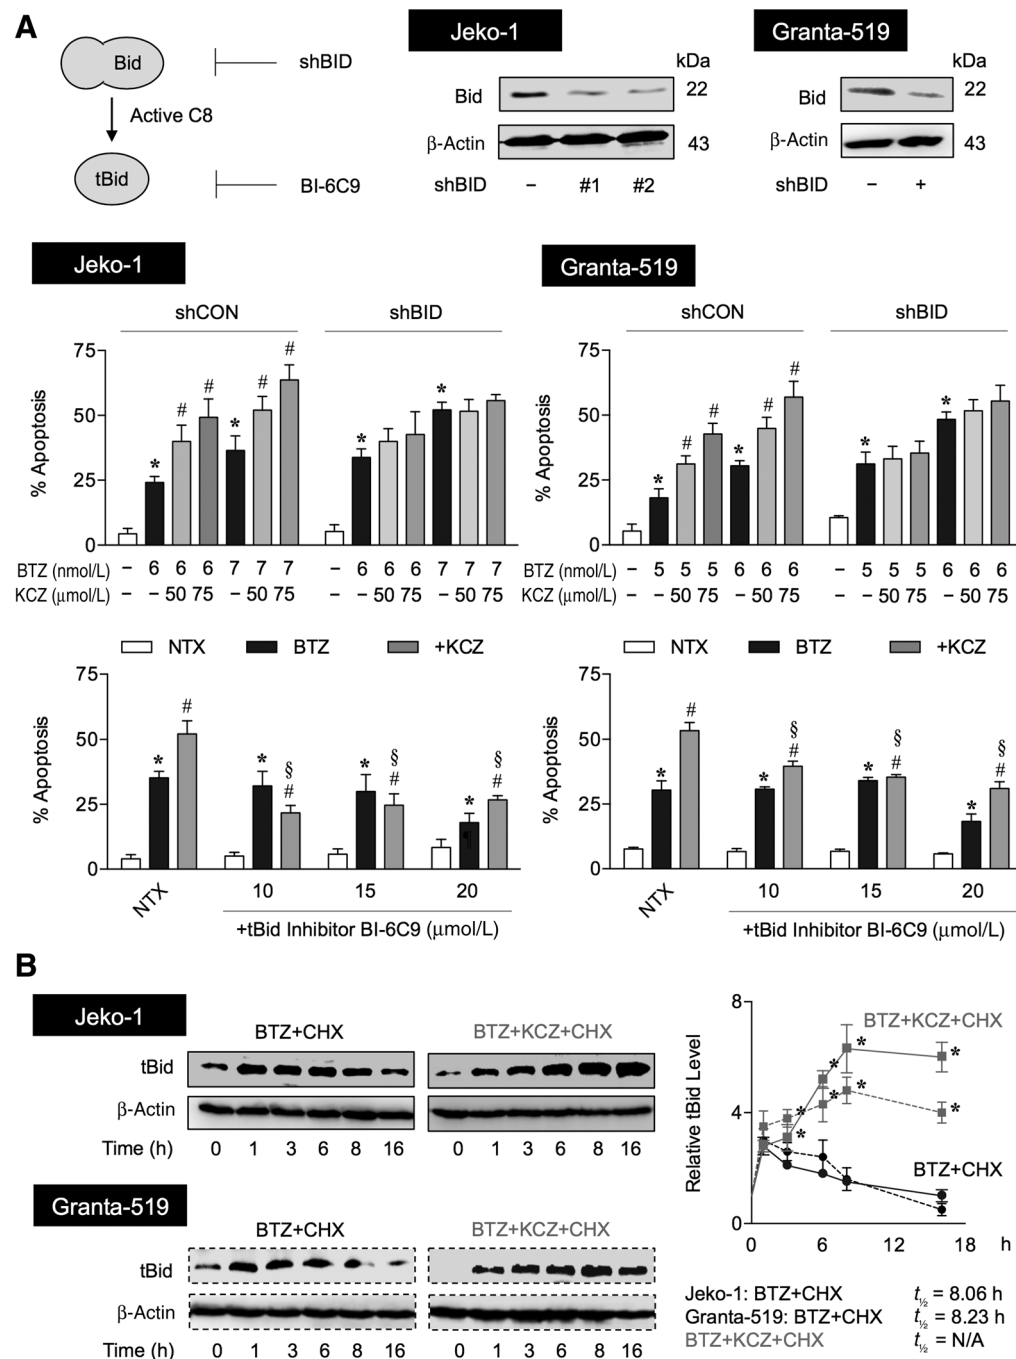 A
Bid
Active C8
tBid
shBID
BI-6C9
Jeko-1
kDa
Bid
22
β-Actin
43
shBID – #1 #2
Granta-519
kDa
Bid
22
β-Actin
43
shBID – +
Jeko-1
shCON shBID
% Apoptosis
75
50
25
0
* # # * # # * *
BTZ (nmol/L) – 6 6 6 7 7 7 – 6 6 6 7 7 7
KCZ (μmol/L) – – 50 75 – 50 75 – – 50 75 – 50 75
Granta-519
shCON shBID
% Apoptosis
75
50
25
0
* # # * # # * *
BTZ (nmol/L) – 5 5 5 6 6 6 – 5 5 5 6 6 6
KCZ (μmol/L) – – 50 75 – 50 75 – – 50 75 – 50 75
NTX BTZ +KCZ
% Apoptosis
75
50
25
0
* # * § # * § # * ¶ § #
NTX 10 15 20
+tBid Inhibitor BI-6C9 (μmol/L)
NTX BTZ +KCZ
% Apoptosis
75
50
25
0
* # * § # * § # * § #
NTX 10 15 20
+tBid Inhibitor BI-6C9 (μmol/L)
B
Jeko-1
BTZ+CHX BTZ+KCZ+CHX
tBid
β-Actin
Time (h) 0 1 3 6 8 16 0 1 3 6 8 16
Granta-519
BTZ+CHX BTZ+KCZ+CHX
tBid
β-Actin
Time (h) 0 1 3 6 8 16 0 1 3 6 8 16
Relative tBid Level
8
4
0
BTZ+KCZ+CHX
* * * * * * * *
BTZ+CHX
0 6 12 18 h
Jeko-1: BTZ+CHX t½ = 8.06 h
Granta-519: BTZ+CHX t½ = 8.23 h
BTZ+KCZ+CHX t½ = N/A